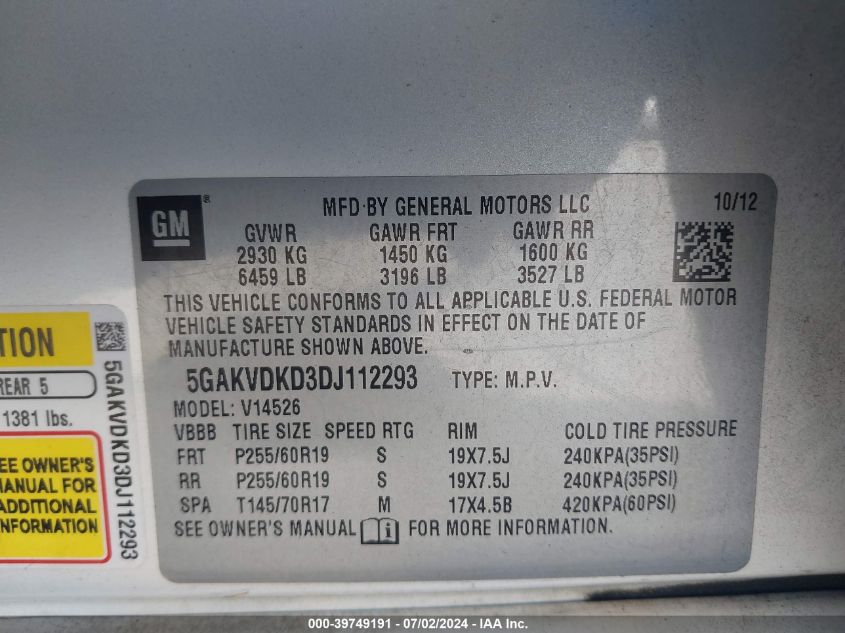 GM
®
MFD BY GENERAL MOTORS LLC 10/12
GVWR GAWR FRT GAWR RR
2930 KG 1450 KG 1600 KG
6459 LB 3196 LB 3527 LB
THIS VEHICLE CONFORMS TO ALL APPLICABLE U.S. FEDERAL MOTOR
VEHICLE SAFETY STANDARDS IN EFFECT ON THE DATE OF
MANUFACTURE SHOWN ABOVE.
5GAKVDKD3DJ112293 TYPE: M.P.V.
MODEL: V14526
VBBB TIRE SIZE SPEED RTG RIM COLD TIRE PRESSURE
FRT P255/60R19 S 19X7.5J 240KPA(35PSI)
RR P255/60R19 S 19X7.5J 240KPA(35PSI)
SPA T145/70R17 M 17X4.5B 420KPA(60PSI)
SEE OWNER'S MANUAL i FOR MORE INFORMATION.
TION
REAR 5
1381 lbs.
EE OWNER'S
MANUAL FOR
ADDITIONAL
NFORMATION
5GAKVDKD3DJ112293
000-39749191 - 07/02/2024 - IAA Inc.